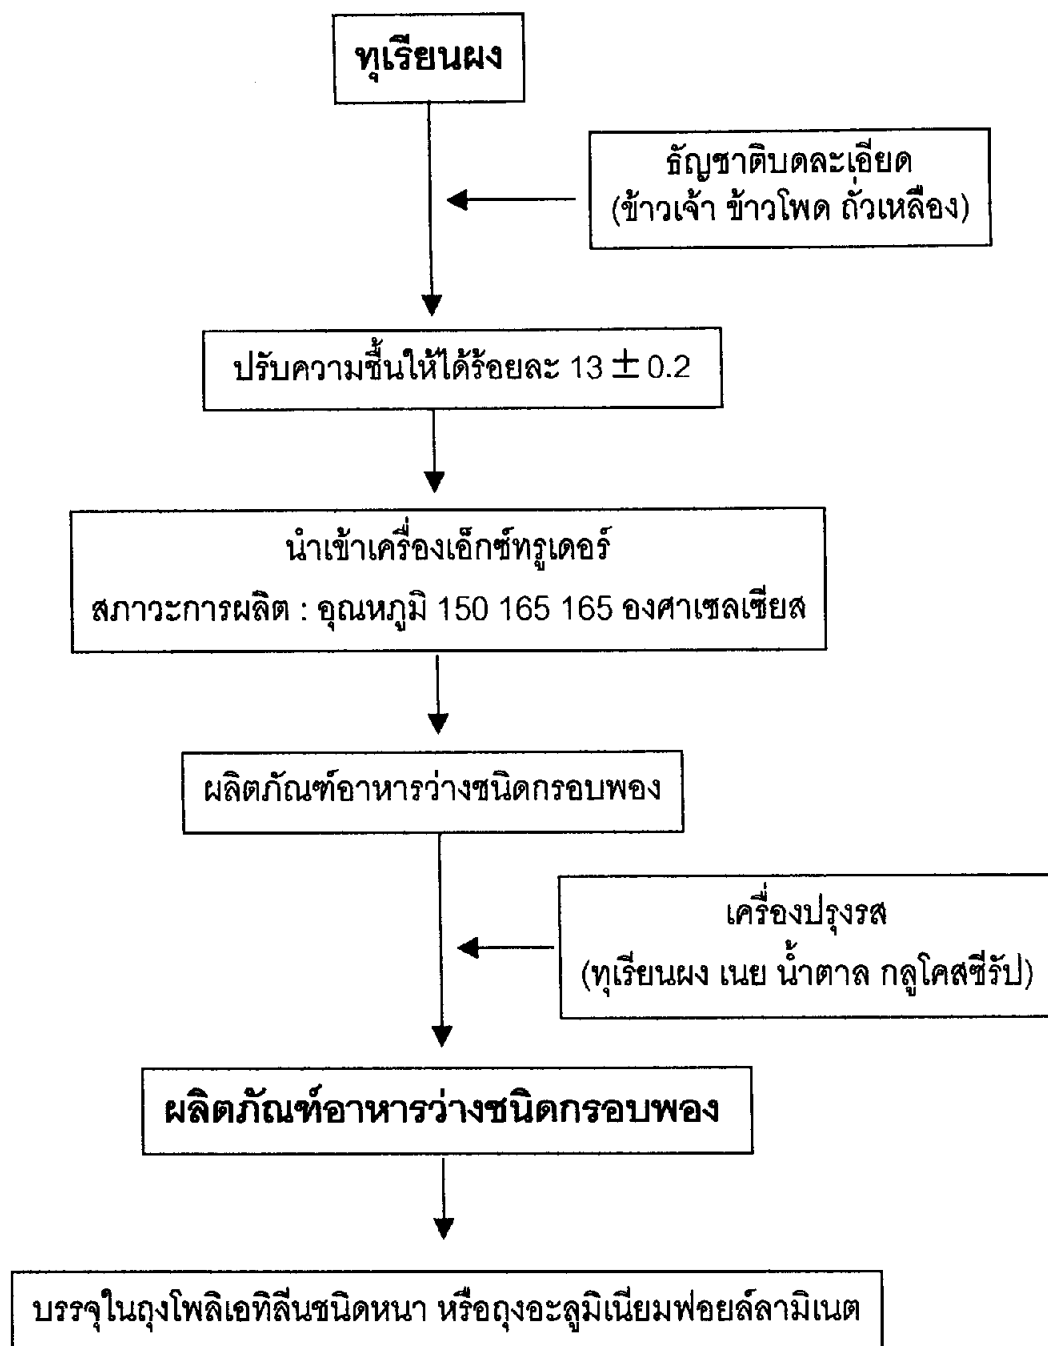 ทุเรียนผง
ธัญชาติบดละเอียด
(ข้าวเจ้า ข้าวโพด ถั่วเหลือง)
ปรับความชื้นให้ได้ร้อยละ 13 ± 0.2
นำเข้าเครื่องเอ็กซ์ทรูเดอร์
สภาวะการผลิต : อุณหภูมิ 150 165 165 องศาเซลเซียส
ผลิตภัณฑ์อาหารว่างชนิดกรอบพอง
เครื่องปรุงรส
(ทุเรียนผง เนย น้ำตาล กลูโคสซีรัป)
ผลิตภัณฑ์อาหารว่างชนิดกรอบพอง
บรรจุในถุงโพลิเอทิลีนชนิดหนา หรือถุงอะลูมิเนียมฟอยล์ลามิเนต